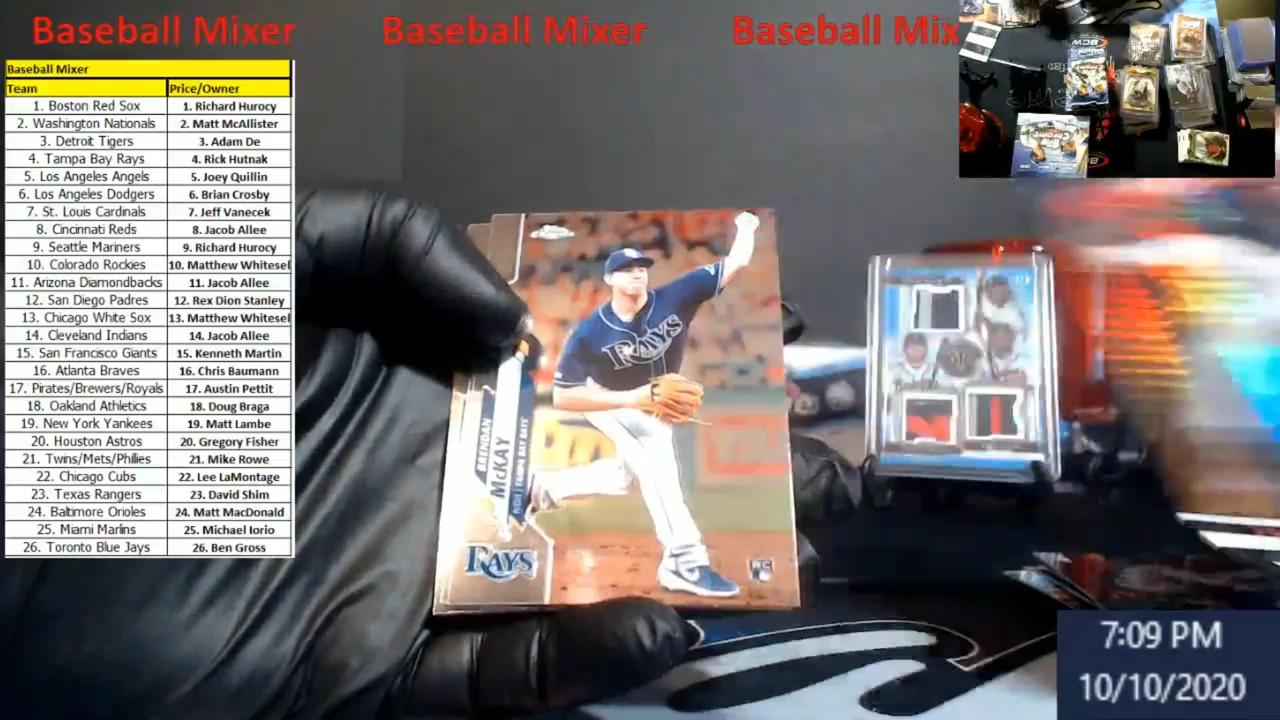 Baseball Mixer Baseball Mixer Baseball Mix
Baseball Mixer
Team Price/Owner
1. Boston Red Sox 1. Richard Hurocy
2. Washington Nationals 2. Matt McAllister
3. Detroit Tigers 3. Adam De
4. Tampa Bay Rays 4. Rick Hutnak
5. Los Angeles Angels 5. Joey Quillin
6. Los Angeles Dodgers 6. Brian Crosby
7. St. Louis Cardinals 7. Jeff Vanecek
8. Cincinnati Reds 8. Jacob Allee
9. Seattle Mariners 9. Richard Hurocy
10. Colorado Rockies 10. Matthew Whitesel
11. Arizona Diamondbacks 11. Jacob Allee
12. San Diego Padres 12. Rex Dion Stanley
13. Chicago White Sox 13. Matthew Whitesel
14. Cleveland Indians 14. Jacob Allee
15. San Francisco Giants 15. Kenneth Martin
16. Atlanta Braves 16. Chris Baumann
17. Pirates/Brewers/Royals 17. Austin Pettit
18. Oakland Athletics 18. Doug Braga
19. New York Yankees 19. Matt Lambe
20. Houston Astros 20. Gregory Fisher
21. Twins/Mets/Phillies 21. Mike Rowe
22. Chicago Cubs 22. Lee LaMontage
23. Texas Rangers 23. David Shim
24. Baltimore Orioles 24. Matt MacDonald
25. Miami Marlins 25. Michael Iorio
26. Toronto Blue Jays 26. Ben Gross
RAYS
BRENDAN
McKAY
TAMPA BAY RAYS
RAYS
RC
7:09 PM
10/10/2020